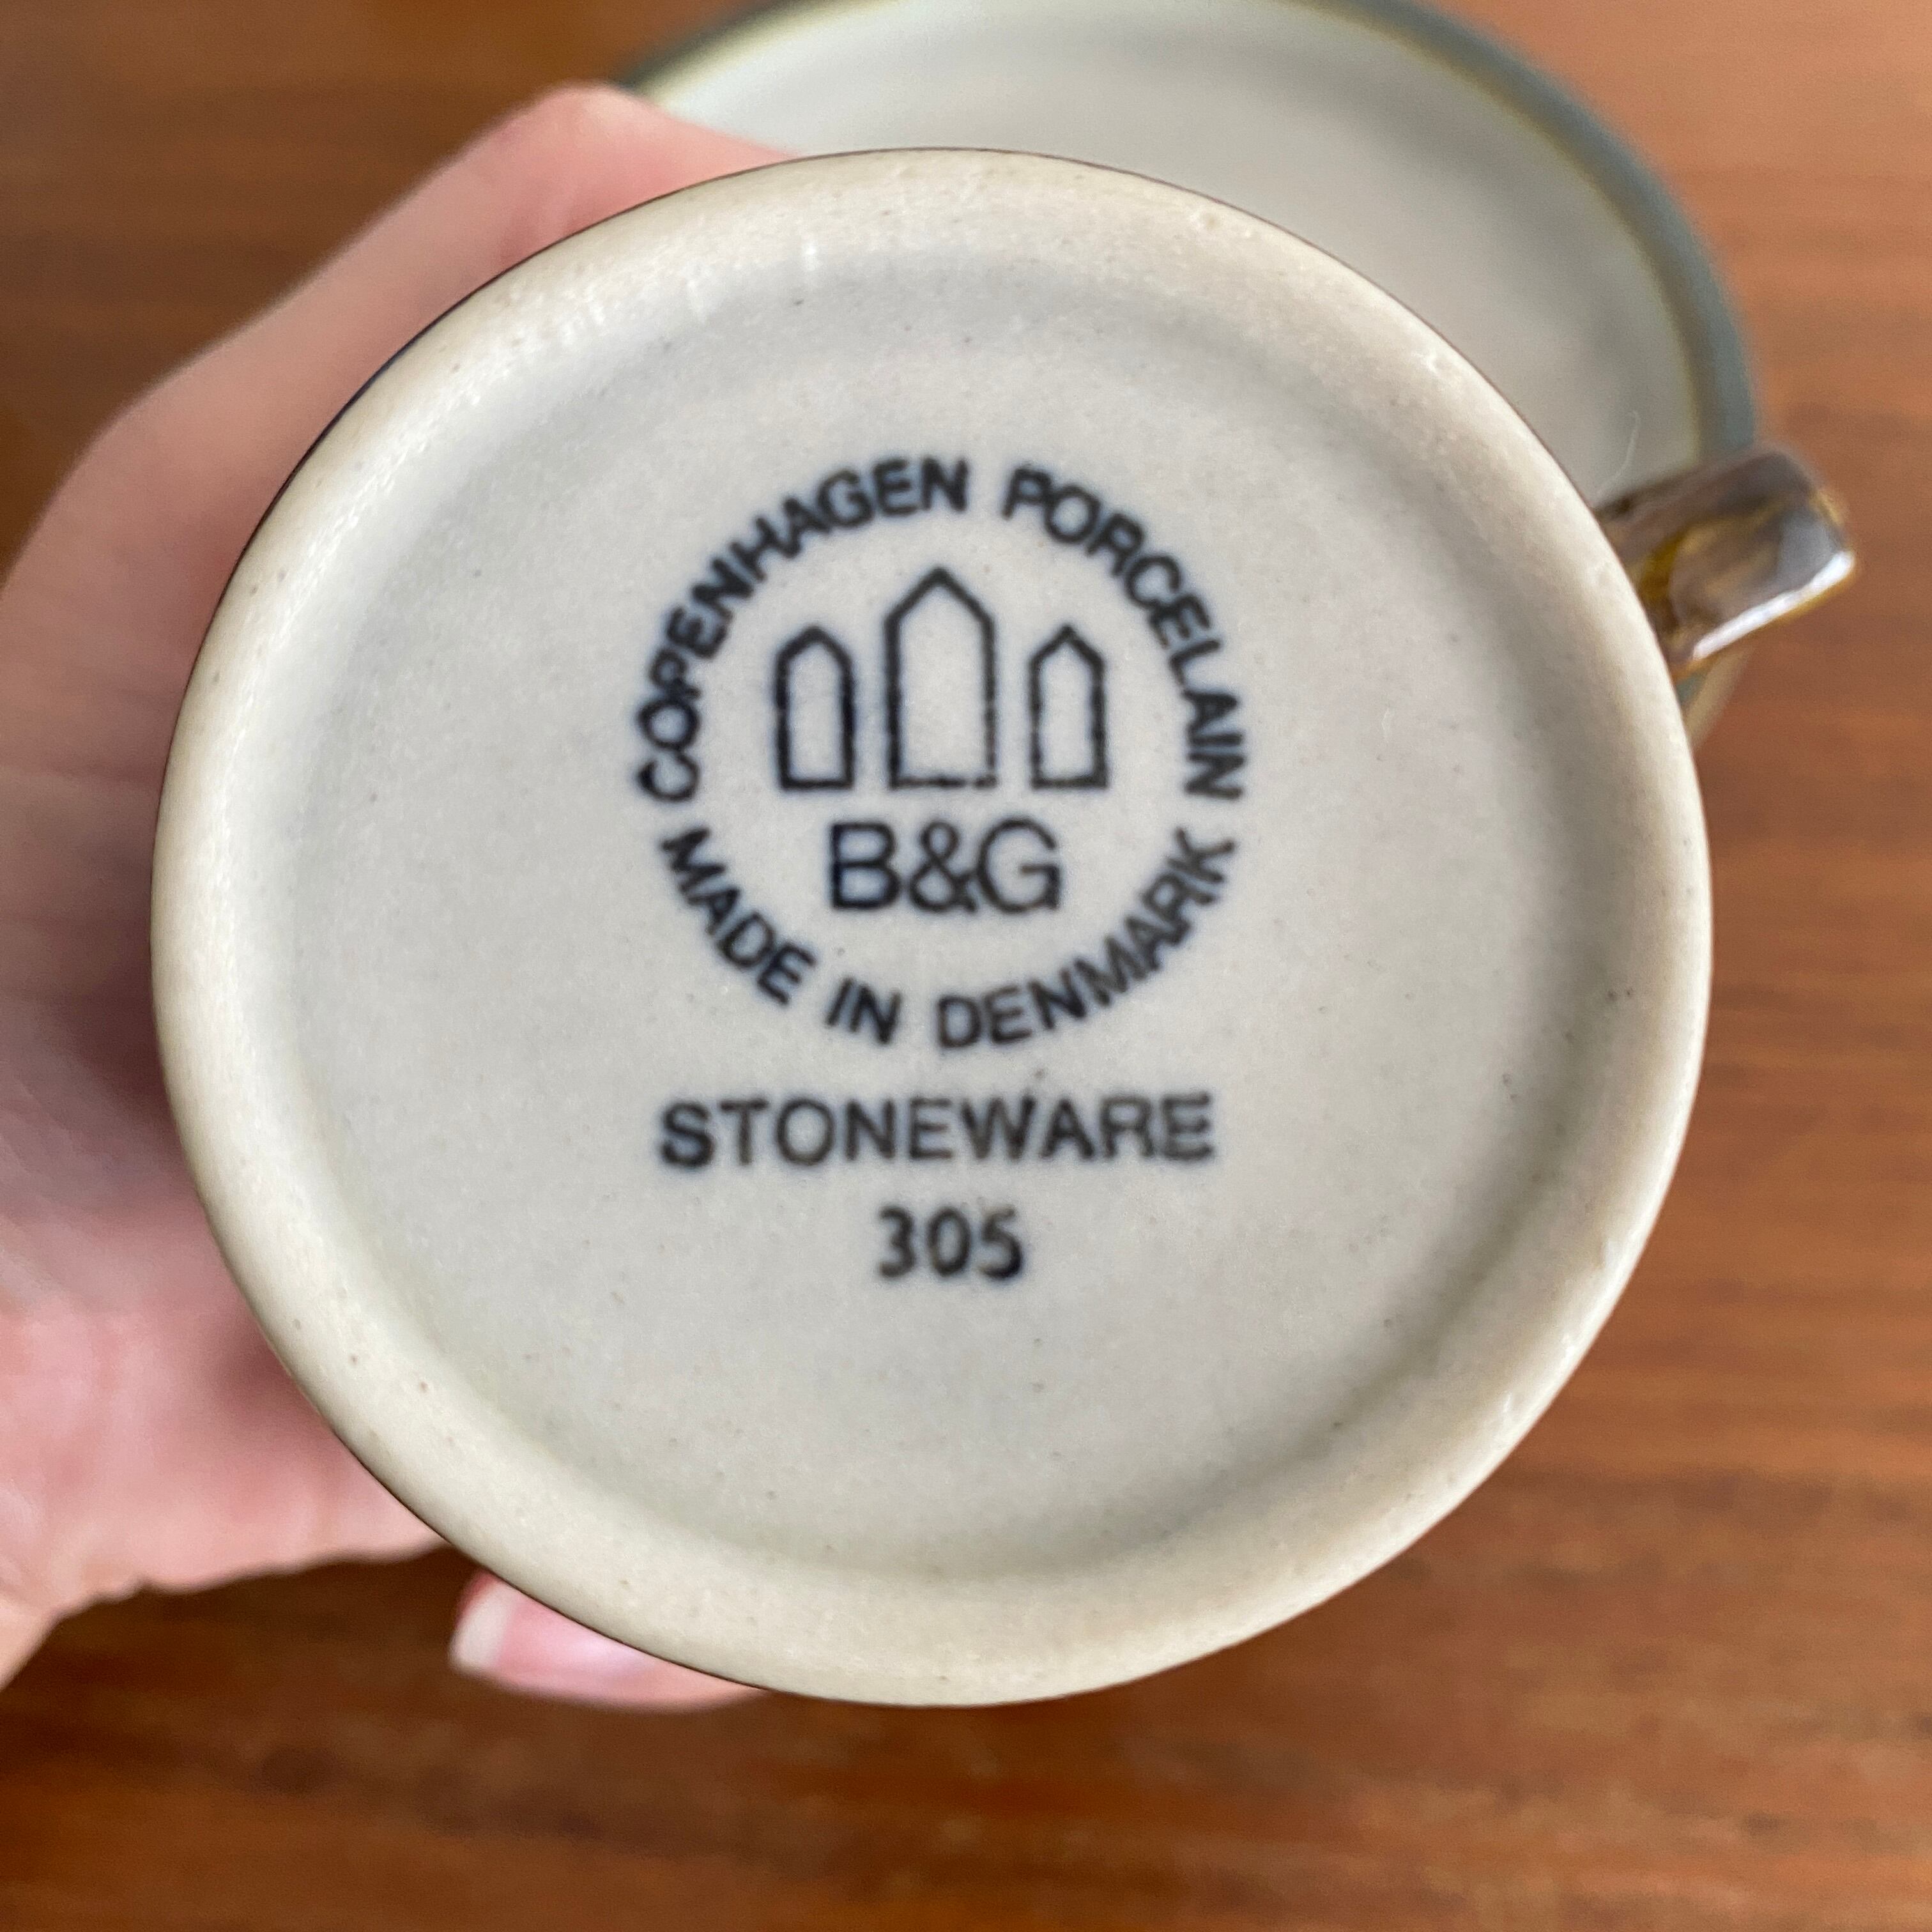 COPENHAGEN PORCELAIN
B&G
MADE IN DENMARK
STONEWARE
305